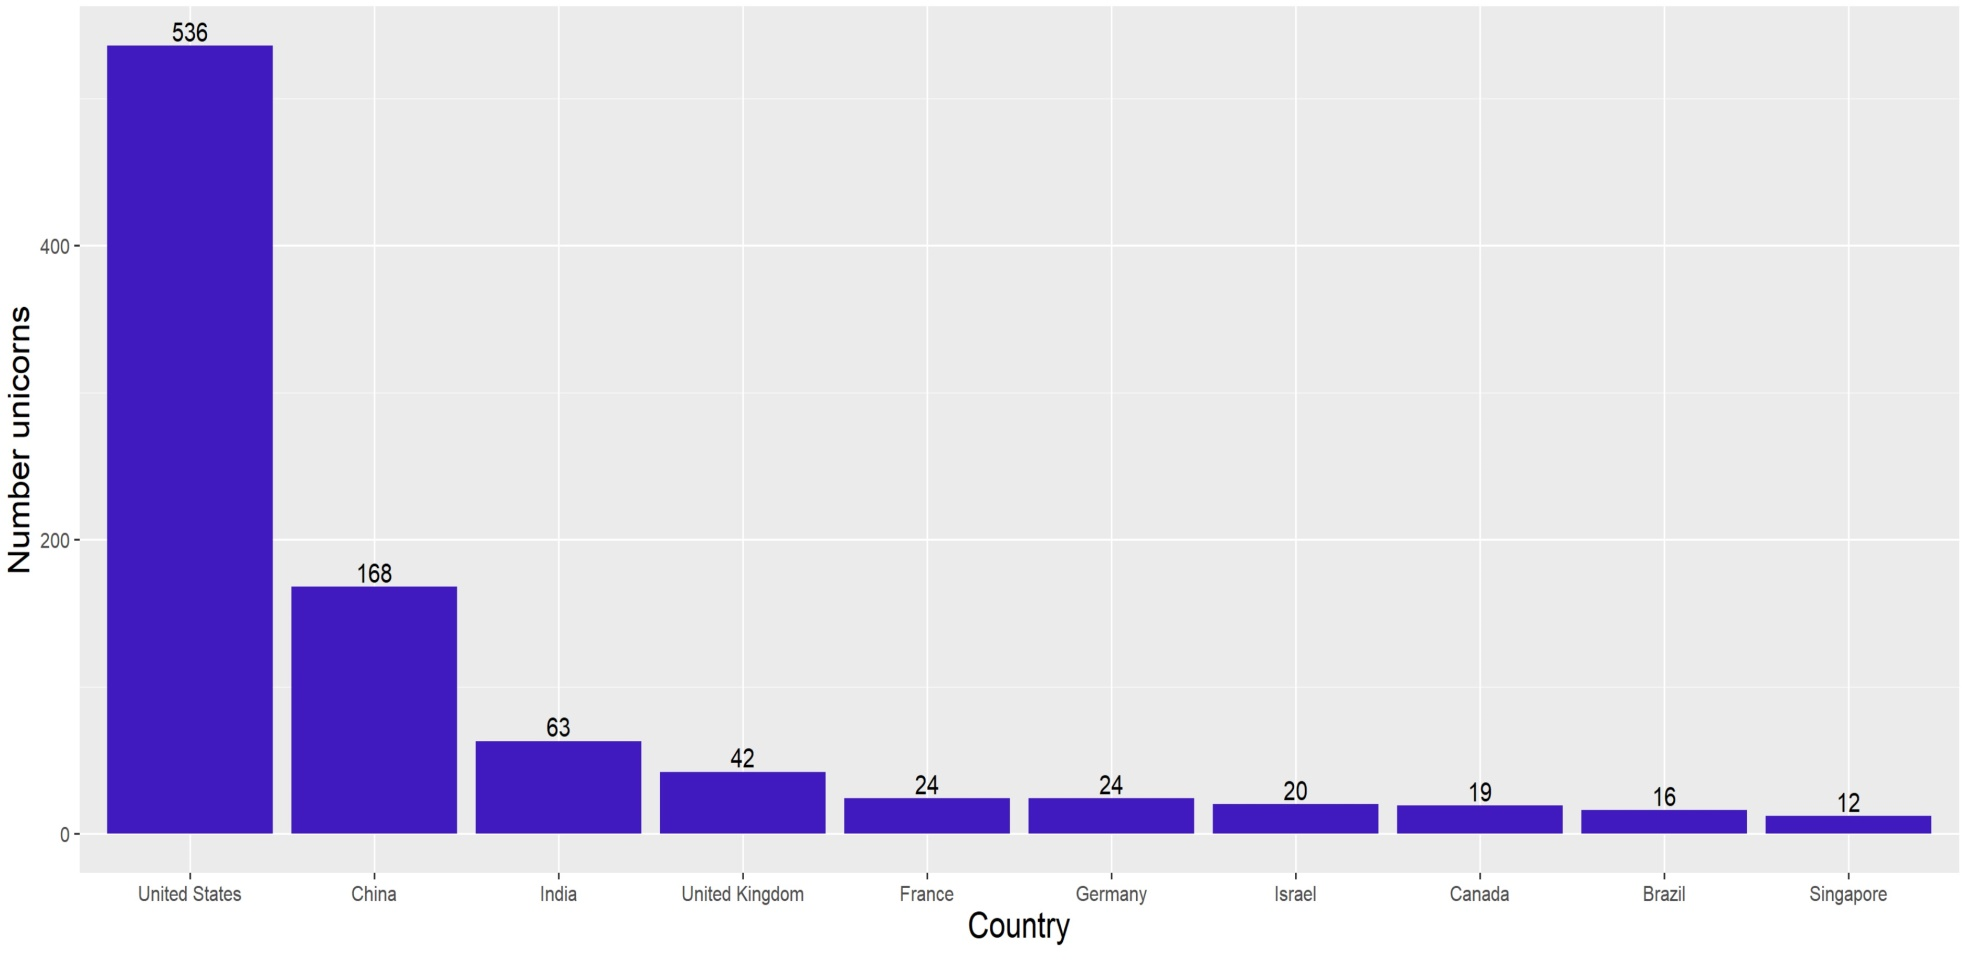 536
400
Number unicorns
200
168
63
42
24
24
20
19
16
12
0
United States
China
India
United Kingdom
France
Germany
Israel
Canada
Brazil
Singapore
Country